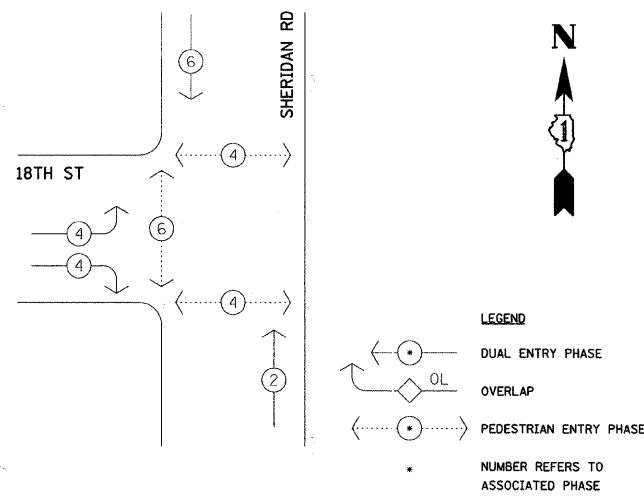 SHERIDAN RD
N
6
1
4
18TH ST
4
6
4
4
2
LEGEND
* DUAL ENTRY PHASE
OL OVERLAP
* PEDESTRIAN ENTRY PHASE
* NUMBER REFERS TO
ASSOCIATED PHASE